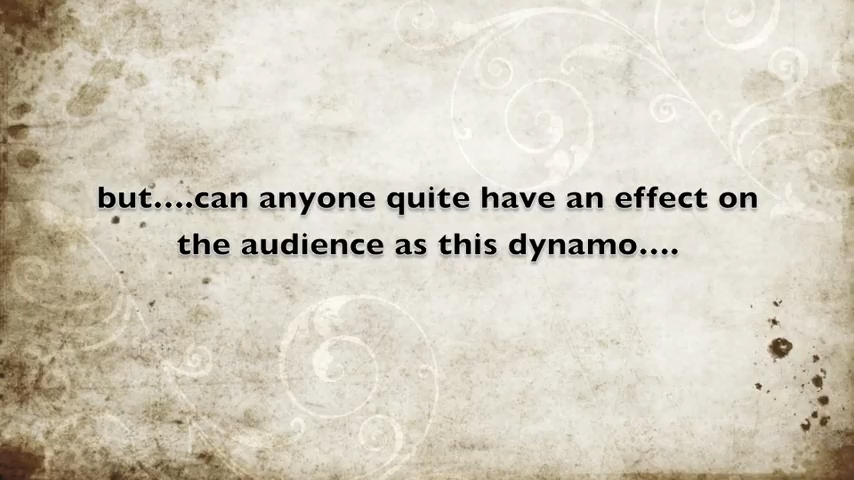 but....can anyone quite have an effect on
the audience as this dynamo....